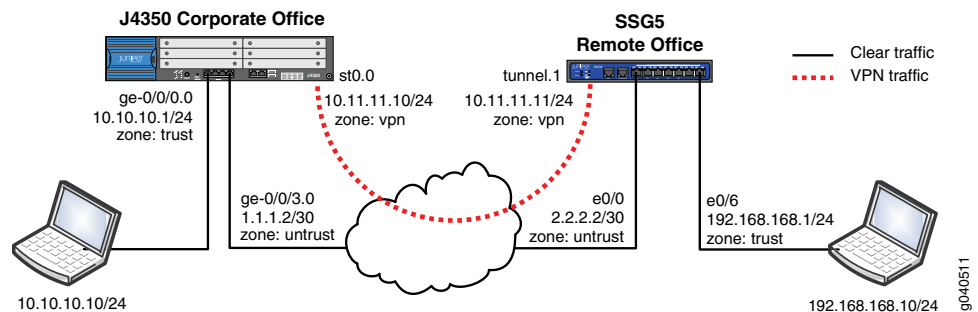 J4350 Corporate Office
SSG5
Remote Office
Clear traffic
VPN traffic
juniper
J4350
st0.0
10.11.11.10/24
zone: vpn
tunnel.1
10.11.11.11/24
zone: vpn
ge-0/0/0.0
10.10.10.1/24
zone: trust
ge-0/0/3.0
1.1.1.2/30
zone: untrust
e0/0
2.2.2.2/30
zone: untrust
e0/6
192.168.168.1/24
zone: trust
10.10.10.10/24
192.168.168.10/24
g040511